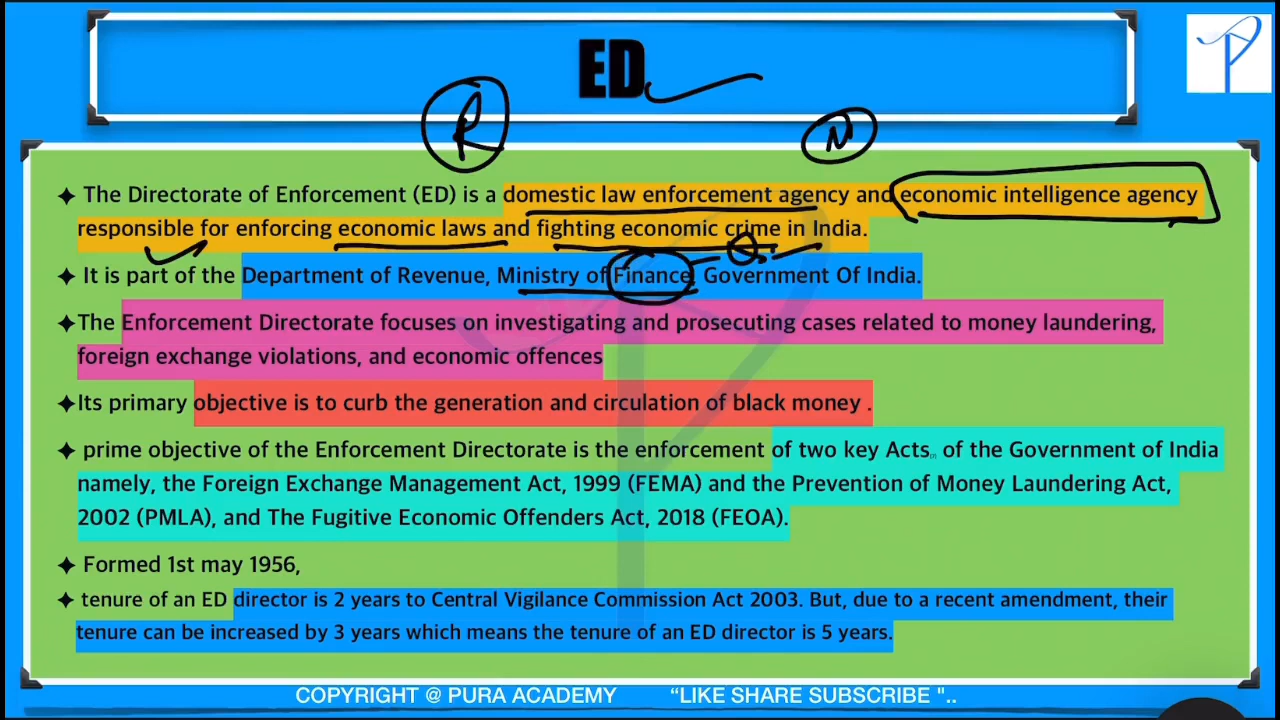 ED
R
N
The Directorate of Enforcement (ED) is a domestic law enforcement agency and economic intelligence agency
responsible for enforcing economic laws and fighting economic crime in India.
It is part of the Department of Revenue, Ministry of Finance, Government Of India.
The Enforcement Directorate focuses on investigating and prosecuting cases related to money laundering,
foreign exchange violations, and economic offences
Its primary objective is to curb the generation and circulation of black money .
prime objective of the Enforcement Directorate is the enforcement of two key Acts of the Government of India
namely, the Foreign Exchange Management Act, 1999 (FEMA) and the Prevention of Money Laundering Act,
2002 (PMLA), and The Fugitive Economic Offenders Act, 2018 (FEOA).
Formed 1st may 1956,
tenure of an ED director is 2 years to Central Vigilance Commission Act 2003. But, due to a recent amendment, their
tenure can be increased by 3 years which means the tenure of an ED director is 5 years.
COPYRIGHT @ PURA ACADEMY “LIKE SHARE SUBSCRIBE "..